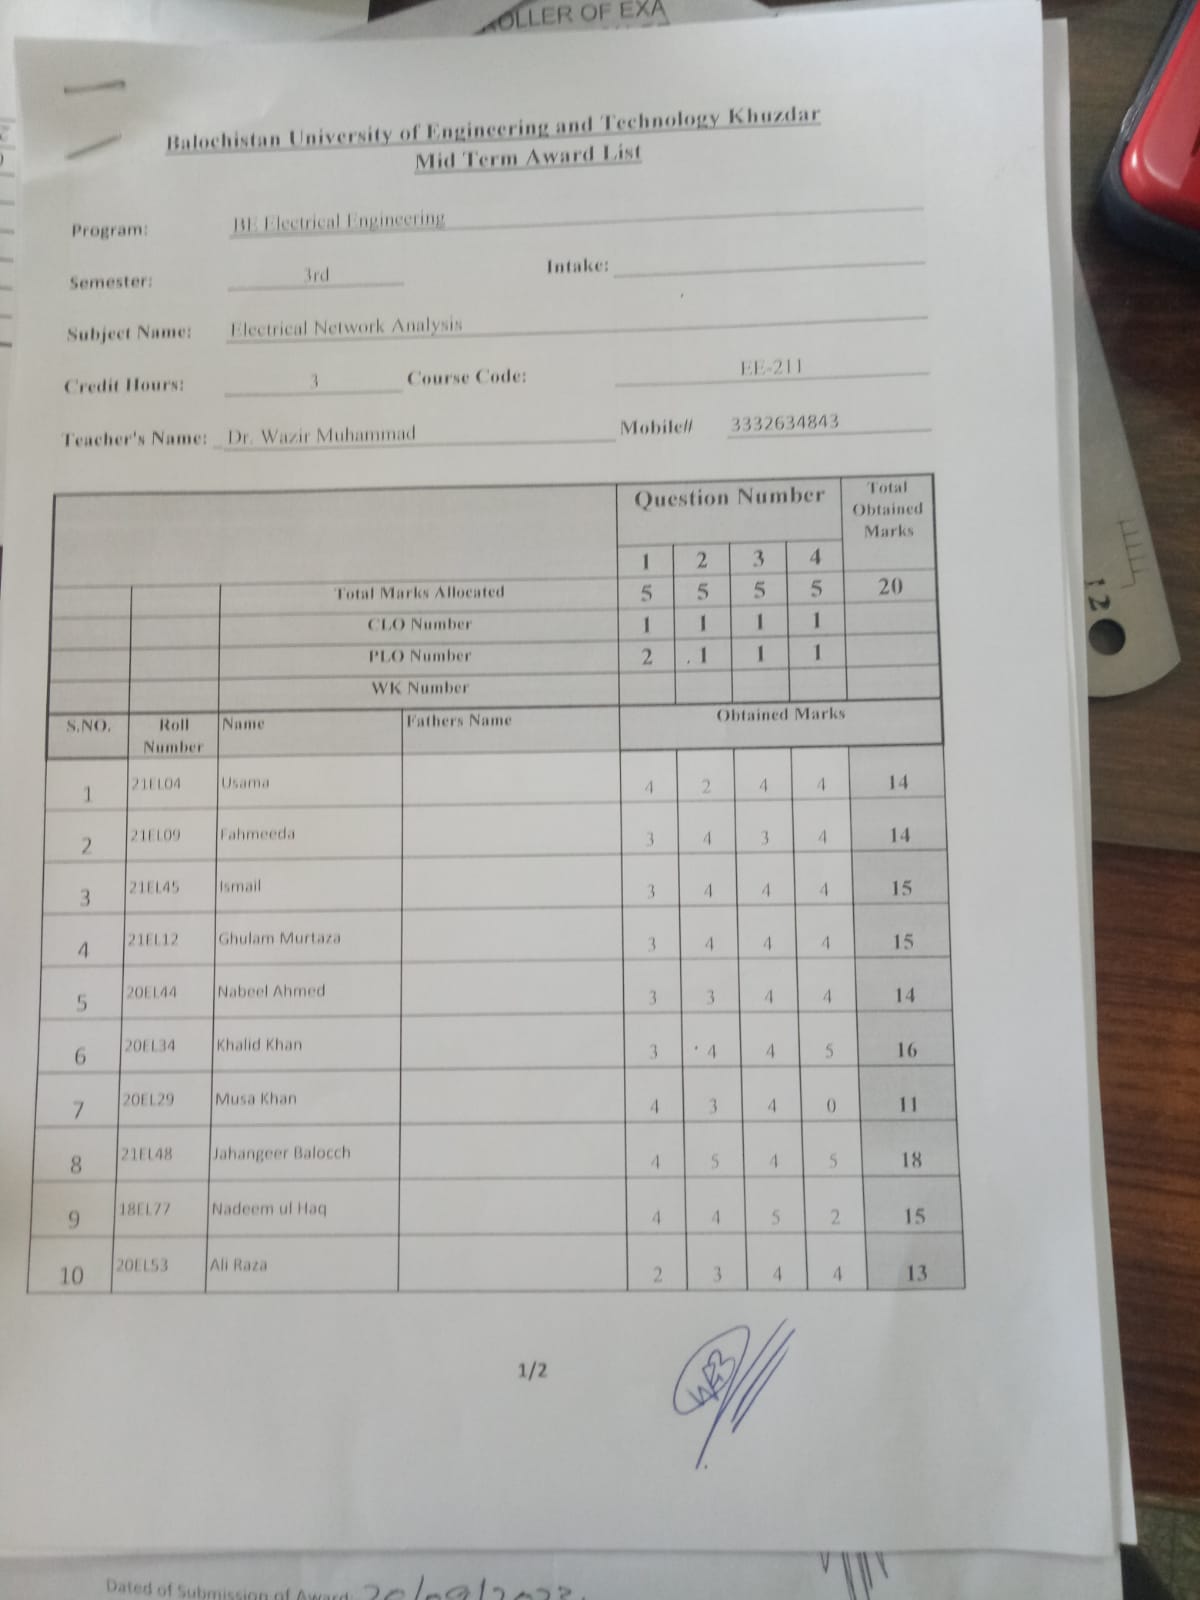 OLLER OF EXA
Balochistan University of Engineering and Technology Khuzdar
Mid Term Award List
Program: BE Electrical Engineering
Semester: 3rd Intake:
Subject Name: Electrical Network Analysis
Credit Hours: 3 Course Code: EE-211
Teacher's Name: Dr. Wazir Muhammad Mobile# 3332634843
Question Number Total Obtained Marks
1 2 3 4
Total Marks Allocated 5 5 5 5 20
CLO Number 1 1 1 1
PLO Number 2 1 1 1
WK Number
S.NO. Roll Number Name Fathers Name Obtained Marks
1 21EL04 Usama 4 2 4 4 14
2 21EL09 Fahmeeda 3 4 3 4 14
3 21EL45 Ismail 3 4 4 4 15
4 21EL12 Ghulam Murtaza 3 4 4 4 15
5 20EL44 Nabeel Ahmed 3 3 4 4 14
6 20EL34 Khalid Khan 3 4 4 5 16
7 20EL29 Musa Khan 4 3 4 0 11
8 21EL48 Jahangeer Balocch 4 5 4 5 18
9 18EL77 Nadeem ul Haq 4 4 5 2 15
10 20EL53 Ali Raza 2 3 4 4 13
1/2
Dated of Submission of Award:
12